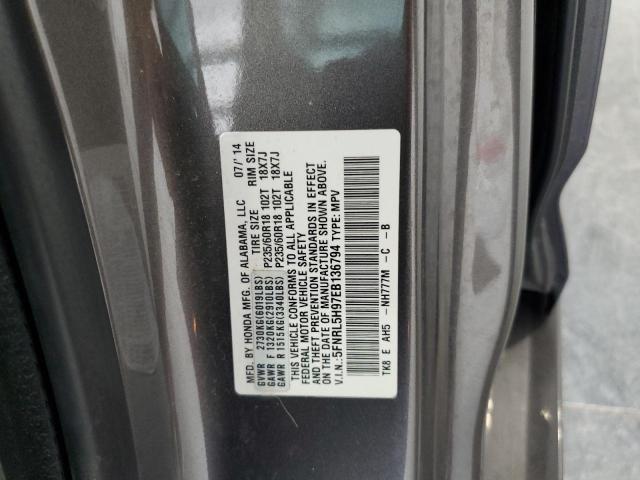 MFD. BY HONDA MFG. OF ALABAMA, LLC 07/'14
TIRE SIZE RIM SIZE
GVWR 2730KG(6019LBS)
GAWR F 1320KG(2910LBS) P235/60R18 102T 18X7J
GAWR R 1515KG(3340LBS) P235/60R18 102T 18X7J
THIS VEHICLE CONFORMS TO ALL APPLICABLE
FEDERAL MOTOR VEHICLE SAFETY
AND THEFT PREVENTION STANDARDS IN EFFECT
ON THE DATE OF MANUFACTURE SHOWN ABOVE.
V.I.N.:5FNRL5H97EB136794 TYPE: MPV
TK8 E AH5 -NH777M -C -B